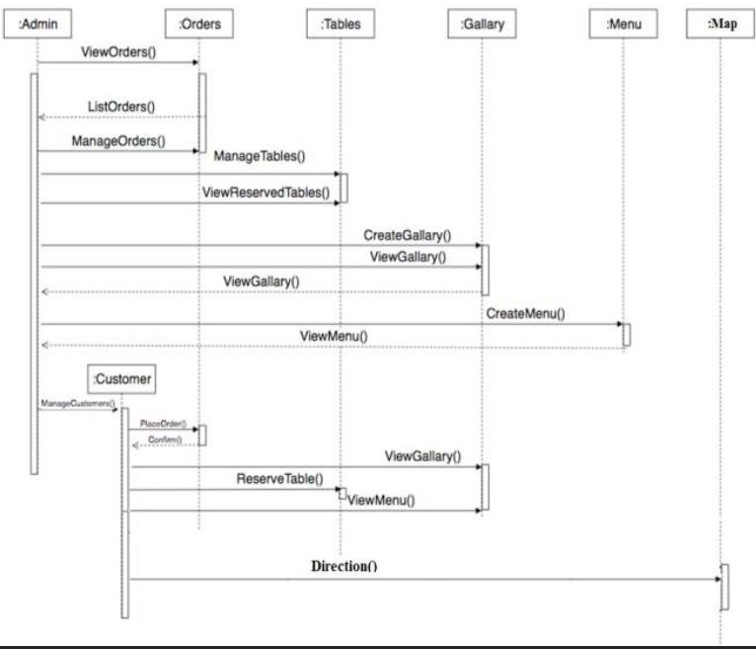 :Admin
:Orders
:Tables
:Gallary
:Menu
:Map
ViewOrders()
ListOrders()
ManageOrders()
ManageTables()
ViewReservedTables()
CreateGallary()
ViewGallary()
ViewGallary()
CreateMenu()
ViewMenu()
:Customer
ManageCustomers()
PlaceOrder()
Confirm()
ViewGallary()
ReserveTable()
ViewMenu()
Direction()